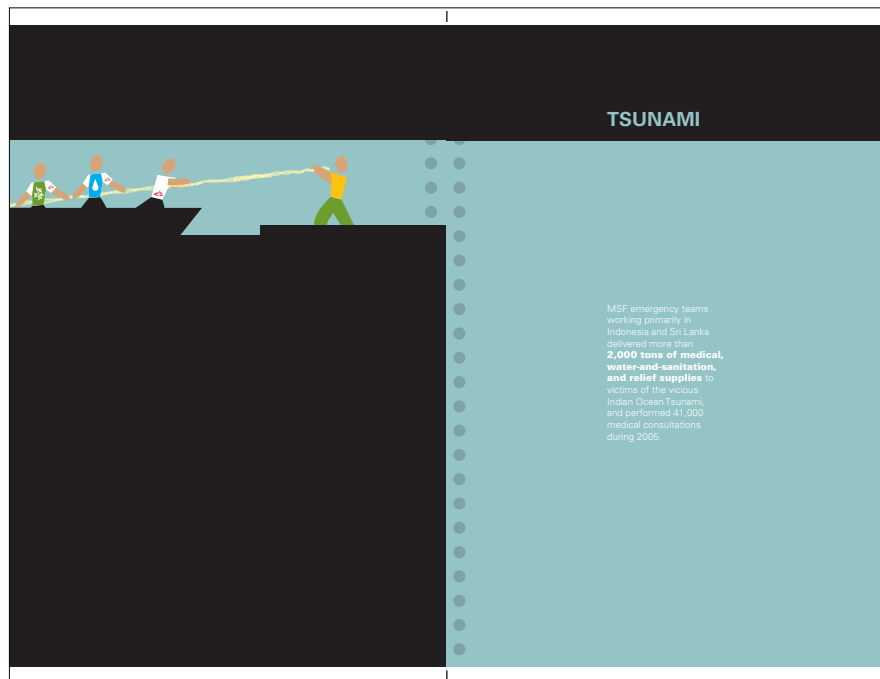 TSUNAMI
MSF emergency teams
working primarily in
Indonesia and Sri Lanka
delivered more than
2,000 tons of medical,
water-and-sanitation,
and relief supplies to
victims of the vicious
Indian Ocean Tsunami,
and performed 41,000
medical consultations
during 2005.